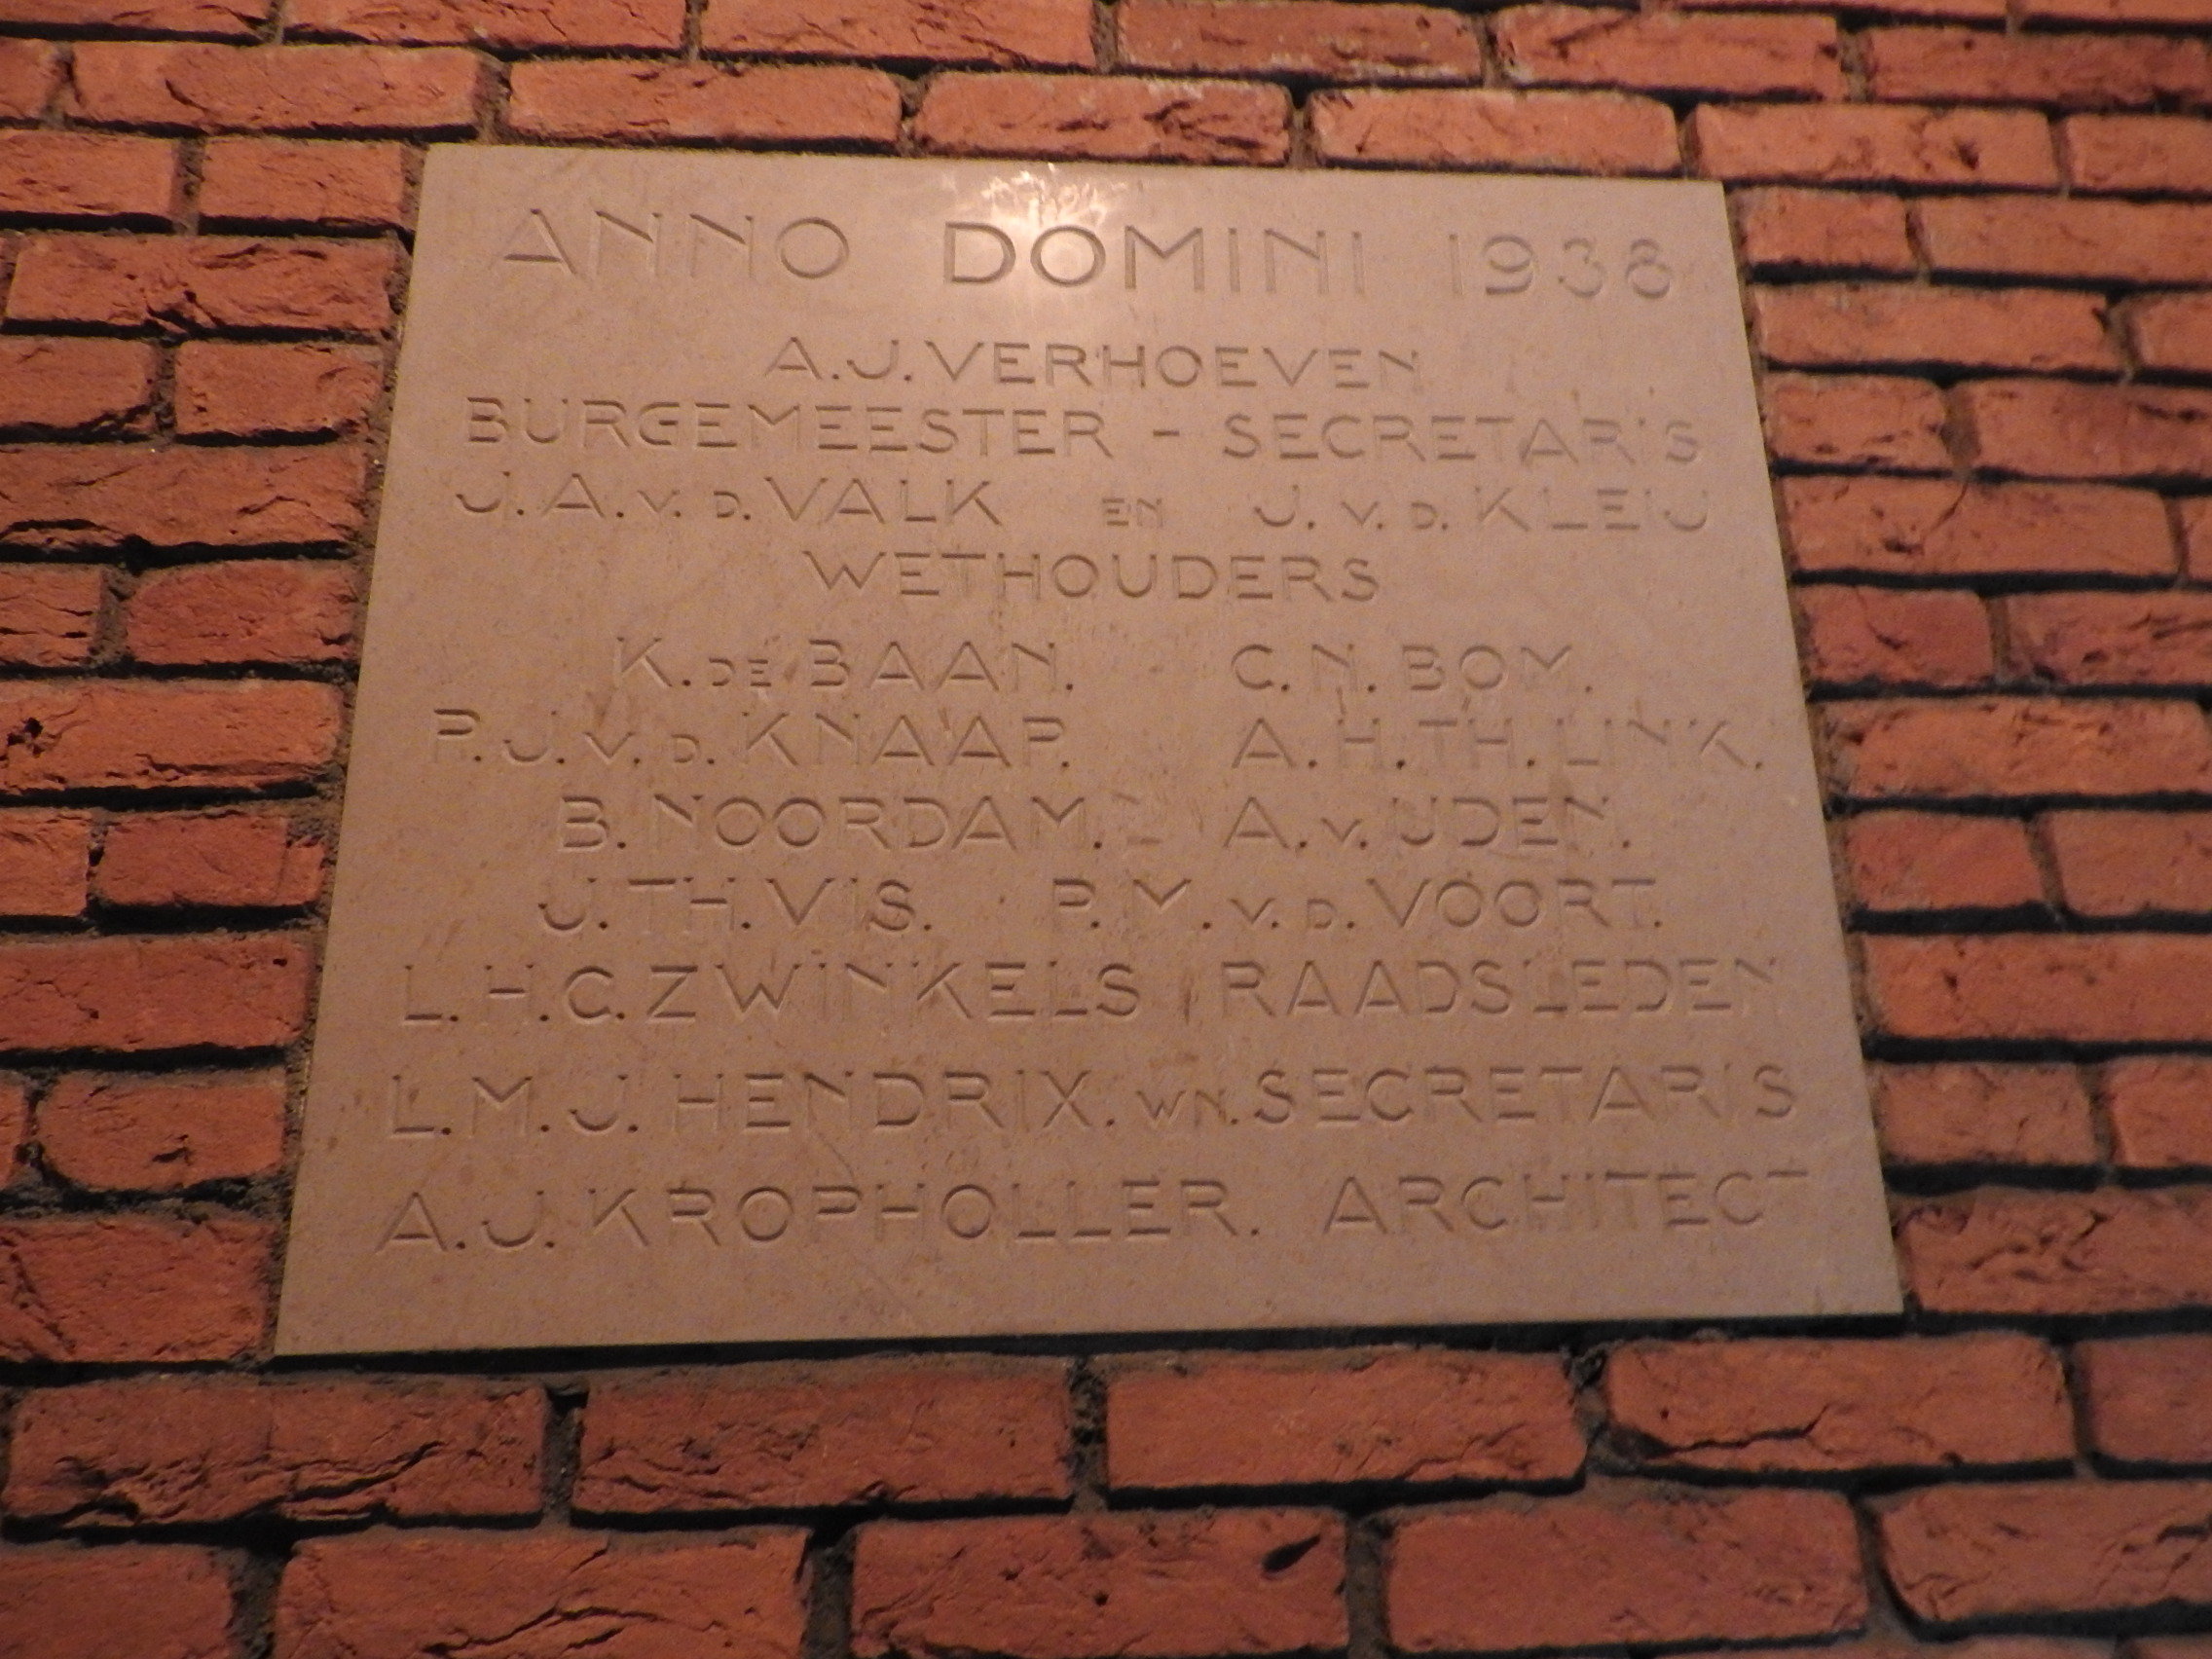 ANNO DOMINI 1938
A.J. VERHOEVEN
BURGEMEESTER - SECRETARIS
J.A. V. D. VALK EN J. V. D. KLEIJ
WETHOUDERS
K. DE BAAN. C.N. BOM.
P.J. V. D. KNAAP. A.H.TH. LINK.
B. NOORDAM. A. V. UDEN.
J.TH. VIS. P.M. V. D. VOORT.
L.H.C. ZWINKELS RAADSLEDEN
L.M.J. HENDRIX. WN. SECRETARIS
A.J. KROPHOLLER. ARCHITECT